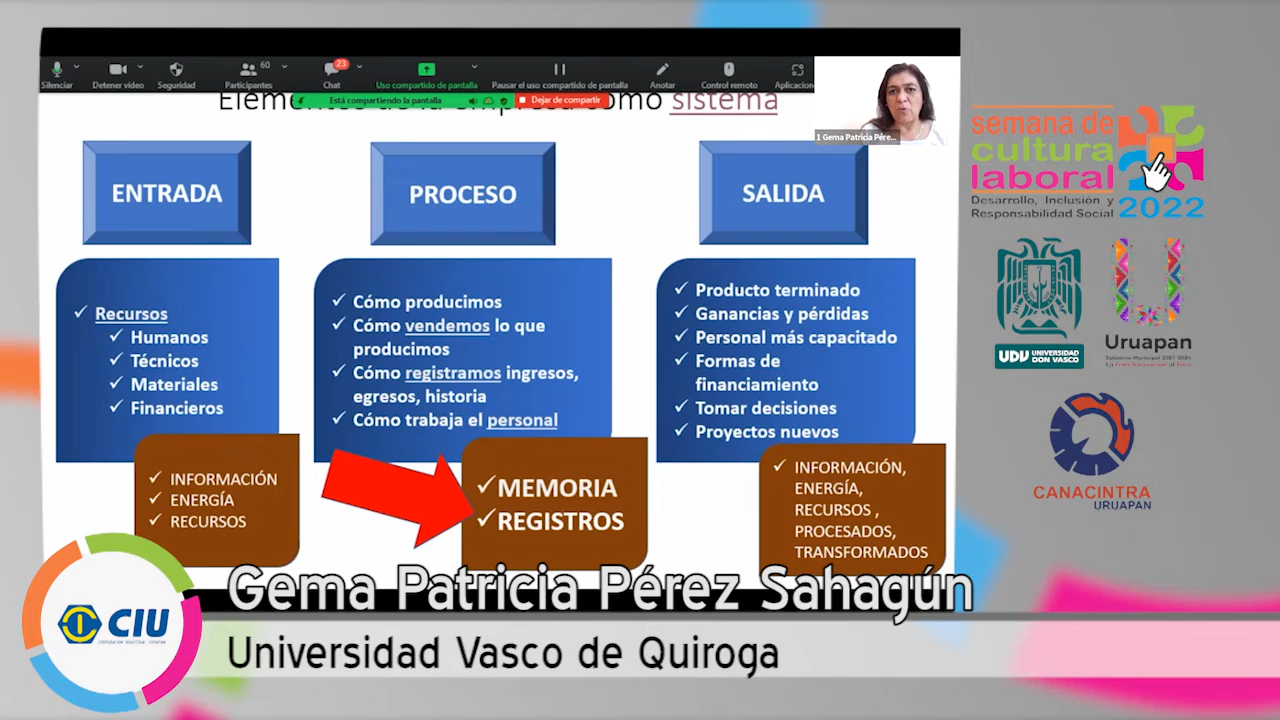 Silenciar
Detener video
Seguridad
Participantes
60
Chat
23
Uso compartido de pantalla
Pausar el uso compartido de pantalla
Anotar
Control remoto
Aplicacion
Está compartiendo la pantalla
Dejar de compartir
1 Gema Patricia Pére...
sistema
ENTRADA
Recursos
Humanos
Técnicos
Materiales
Financieros
INFORMACIÓN
ENERGÍA
RECURSOS
PROCESO
Cómo producimos
Cómo vendemos lo que
producimos
Cómo registramos ingresos,
egresos, historia
Cómo trabaja el personal
MEMORIA
REGISTROS
SALIDA
Producto terminado
Ganancias y pérdidas
Personal más capacitado
Formas de
financiamiento
Tomar decisiones
Proyectos nuevos
INFORMACIÓN,
ENERGÍA,
RECURSOS ,
PROCESADOS,
TRANSFORMADOS
semana de
cultura
laboral
Desarrollo, Inclusión y
Responsabilidad Social
2022
UDV UNIVERSIDAD
DON VASCO
Uruapan
CANACINTRA
URUAPAN
CIU
Gema Patricia Pérez Sahagún
Universidad Vasco de Quiroga